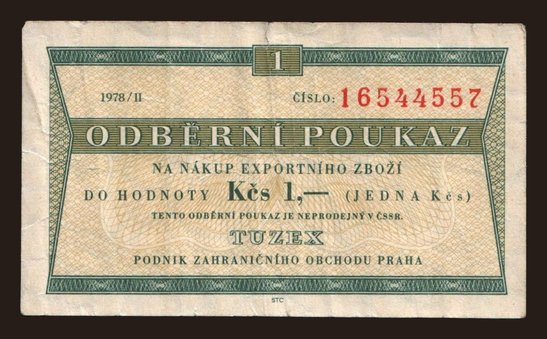 1
1978/II ČÍSLO: 16544557
ODBĚRNÍ POUKAZ
NA NÁKUP EXPORTNÍHO ZBOŽÍ
DO HODNOTY Kčs 1,— (JEDNA Kčs)
TENTO ODBĚRNÍ POUKAZ JE NEPRODEJNÝ V ČSSR.
TUZEX
PODNIK ZAHRANIČNÍHO OBCHODU PRAHA
STC